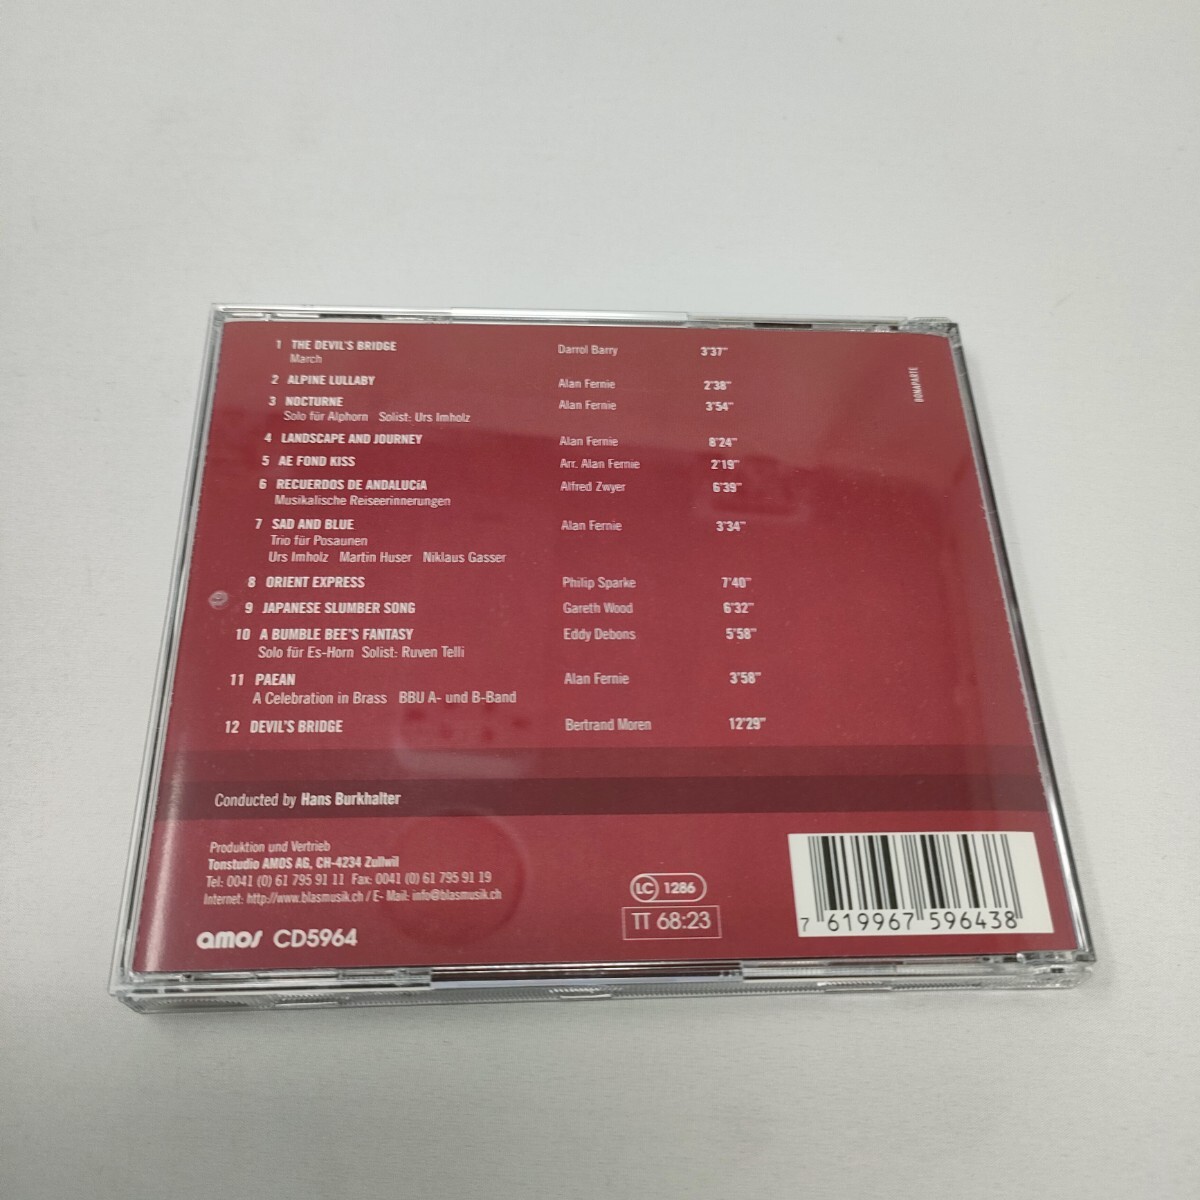 1 THE DEVIL'S BRIDGE Darrol Barry 3'37"
March
2 ALPINE LULLABY Alan Fernie 2'38"
3 NOCTURNE Alan Fernie 3'54"
Solo für Alphorn Solist: Urs Imholz
4 LANDSCAPE AND JOURNEY Alan Fernie 8'24"
5 AE FOND KISS Arr. Alan Fernie 2'19"
6 RECUERDOS DE ANDALUCíA Alfred Zwyer 6'39"
Musikalische Reiseerinnerungen
7 SAD AND BLUE Alan Fernie 3'34"
Trio für Posaunen
Urs Imholz Martin Huser Niklaus Gasser
8 ORIENT EXPRESS Philip Sparke 7'40"
9 JAPANESE SLUMBER SONG Gareth Wood 6'32"
10 A BUMBLE BEE'S FANTASY Eddy Debons 5'58"
Solo für Es-Horn Solist: Ruven Telli
11 PAEAN Alan Fernie 3'58"
A Celebration in Brass BBU A- und B-Band
12 DEVIL'S BRIDGE Bertrand Moren 12'29"
BONAPARTE
Conducted by Hans Burkhalter
Produktion und Vertrieb
Tonstudio AMOS AG, CH-4234 Zullwil
Tel: 0041 (0) 61 795 91 11 Fax: 0041 (0) 61 795 91 19
Internet: http://www.blasmusik.ch / E- Mail: info@blasmusik.ch
amos CD5964
LC 1286
TT 68:23
7 619967 596438